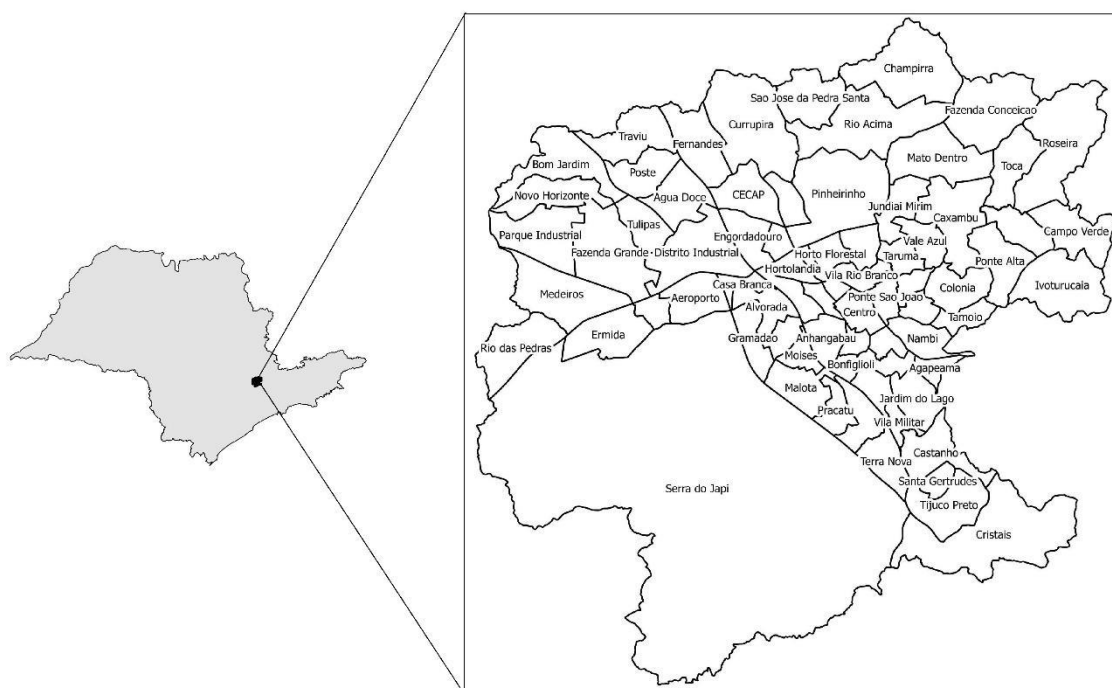 Champirra
Sao Jose da Pedra Santa
Fazenda Conceicao
Rio Acima
Currupira
Traviu
Fernandes
Roseira
Mato Dentro
Bom Jardim
Toca
Poste
Novo Horizonte
Agua Doce
CECAP
Pinheirinho
Jundiai Mirim
Caxambu
Tulipas
Parque Industrial
Campo Verde
Engordadouro
Vale Azul
Fazenda Grande
Distrito Industrial
Horto Florestal
Taruma
Ponte Alta
Hortolandia
Vila Rio Branco
Casa Branca
Colonia
Ivoturucaia
Medeiros
Aeroporto
Ponte Sao Joao
Alvorada
Centro
Tamoio
Ermida
Gramadao
Anhangabau
Nambi
Rio das Pedras
Moises
Bonfiglioli
Agapeama
Malota
Jardim do Lago
Pracatu
Vila Militar
Castanho
Terra Nova
Santa Gertrudes
Serra do Japi
Tijuco Preto
Cristais